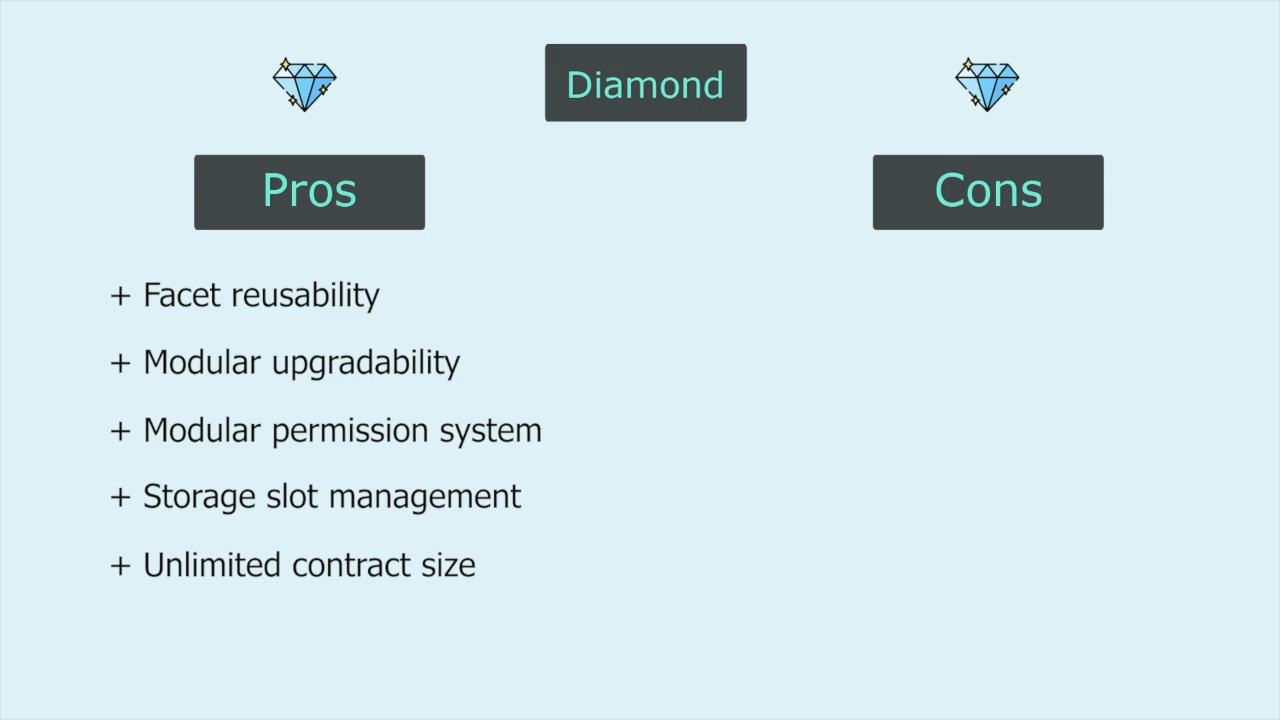 Diamond
Pros
Cons
+ Facet reusability
+ Modular upgradability
+ Modular permission system
+ Storage slot management
+ Unlimited contract size